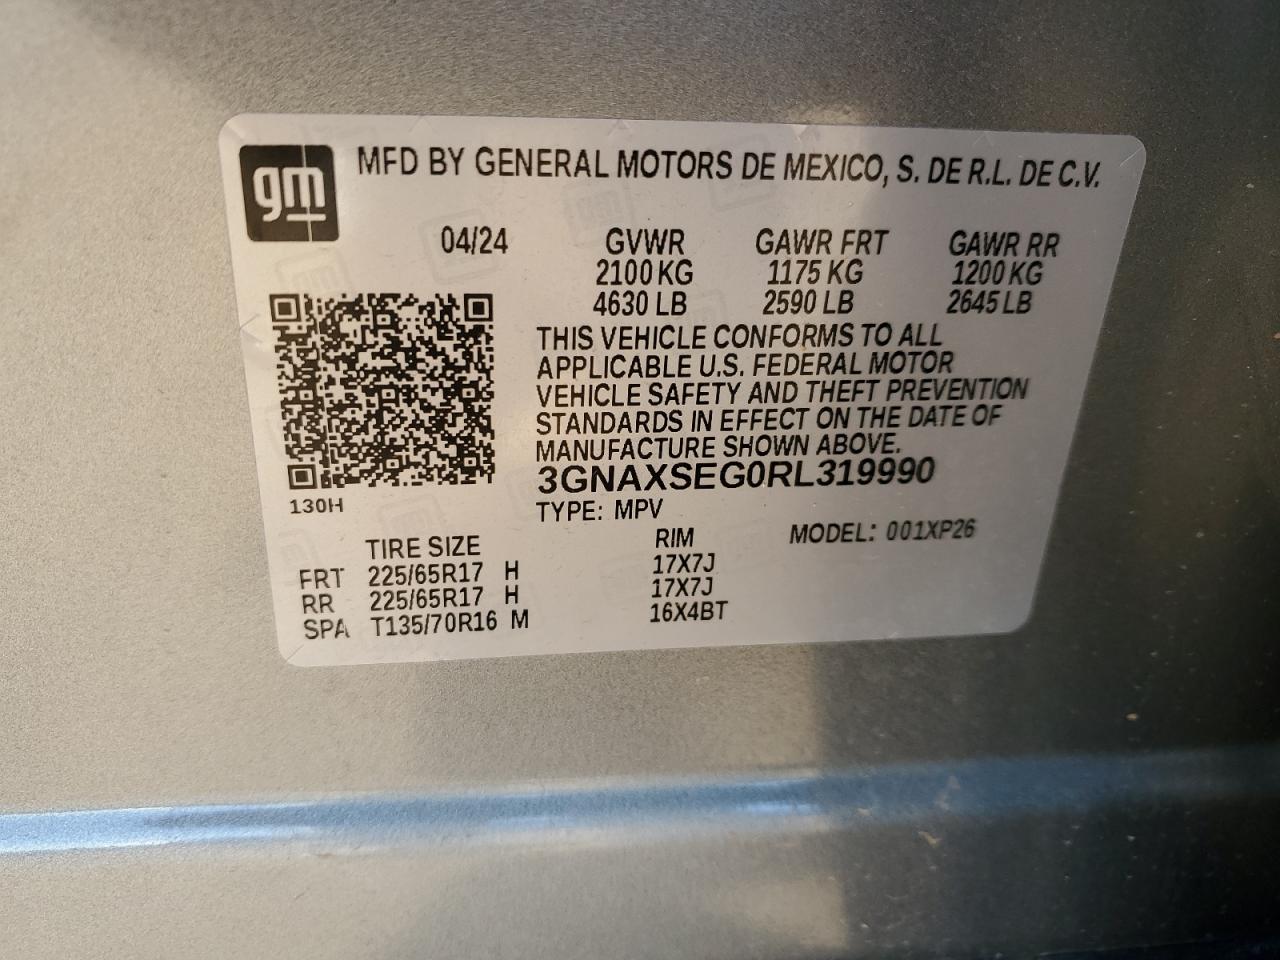 gm
MFD BY GENERAL MOTORS DE MEXICO, S. DE R.L. DE C.V.
04/24 GVWR GAWR FRT GAWR RR
2100 KG 1175 KG 1200 KG
4630 LB 2590 LB 2645 LB
THIS VEHICLE CONFORMS TO ALL
APPLICABLE U.S. FEDERAL MOTOR
VEHICLE SAFETY AND THEFT PREVENTION
STANDARDS IN EFFECT ON THE DATE OF
MANUFACTURE SHOWN ABOVE.
3GNAXSEG0RL319990
130H
TYPE: MPV
MODEL: 001XP26
TIRE SIZE RIM
FRT 225/65R17 H 17X7J
RR 225/65R17 H 17X7J
SPA T135/70R16 M 16X4BT